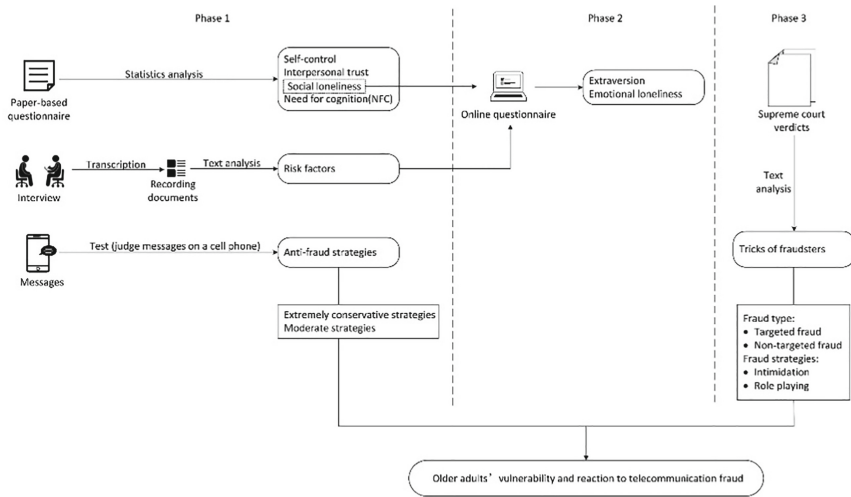 Phase 1
Phase 2
Phase 3
Paper-based
questionnaire
Statistics analysis
Self-control
Interpersonal trust
Social loneliness
Need for cognition(NFC)
Online questionnaire
Extraversion
Emotional loneliness
Supreme court
verdicts
Interview
Transcription
Recording
documents
Text analysis
Risk factors
Text
analysis
Messages
Test (judge messages on a cell phone)
Anti-fraud strategies
Tricks of fraudsters
Extremely conservative strategies
Moderate strategies
Fraud type:
• Targeted fraud
• Non-targeted fraud
Fraud strategies:
• Intimidation
• Role playing
Older adults' vulnerability and reaction to telecommunication fraud